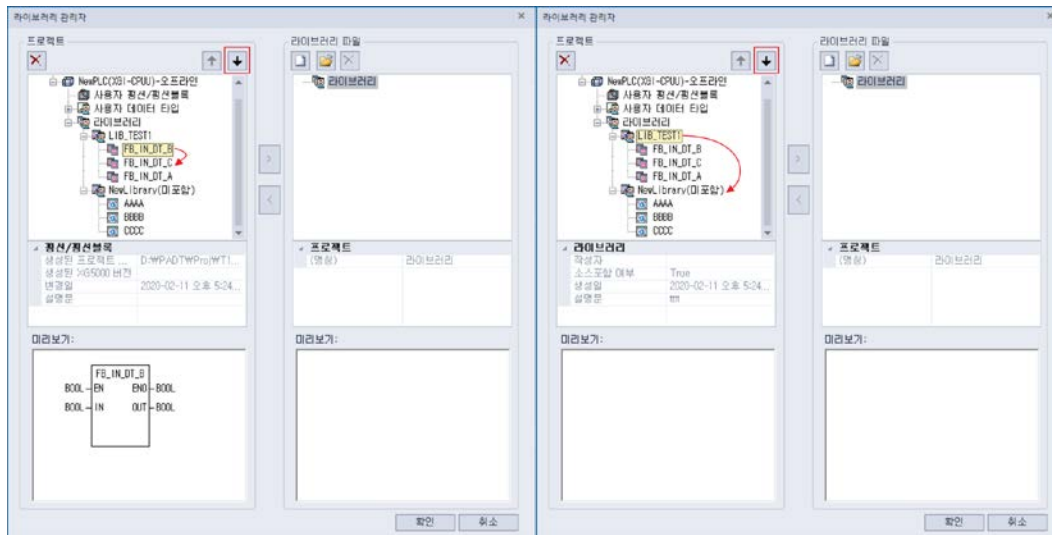 라이브러리 관리자
프로젝트
NewPLC(XGI-CPUU)-오프라인
사용자 펑션/펑션블록
사용자 데이터 타입
라이브러리
LIB_TEST1
FB_IN_DT_B
FB_IN_DT_C
FB_IN_DT_A
NewLibrary(미포함)
AAAA
BBBB
CCCC
펑션/펑션블록
생성된 프로젝트 ... D:\PADT\Proj\T1...
생성된 XG5000 버전
변경일 2020-02-11 오후 5:24...
설명문
미리보기:
FB_IN_DT_B
BOOL EN ENO BOOL
BOOL IN OUT BOOL
라이브러리 파일
라이브러리
프로젝트
(명칭) 라이브러리
미리보기:
확인 취소
라이브러리 관리자
프로젝트
NewPLC(XGI-CPUU)-오프라인
사용자 펑션/펑션블록
사용자 데이터 타입
라이브러리
LIB_TEST1
FB_IN_DT_B
FB_IN_DT_C
FB_IN_DT_A
NewLibrary(미포함)
AAAA
BBBB
CCCC
라이브러리
작성자
소스포함 여부 True
생성일 2020-02-11 오후 5:24...
설명문
미리보기:
라이브러리 파일
라이브러리
프로젝트
(명칭) 라이브러리
미리보기:
확인 취소